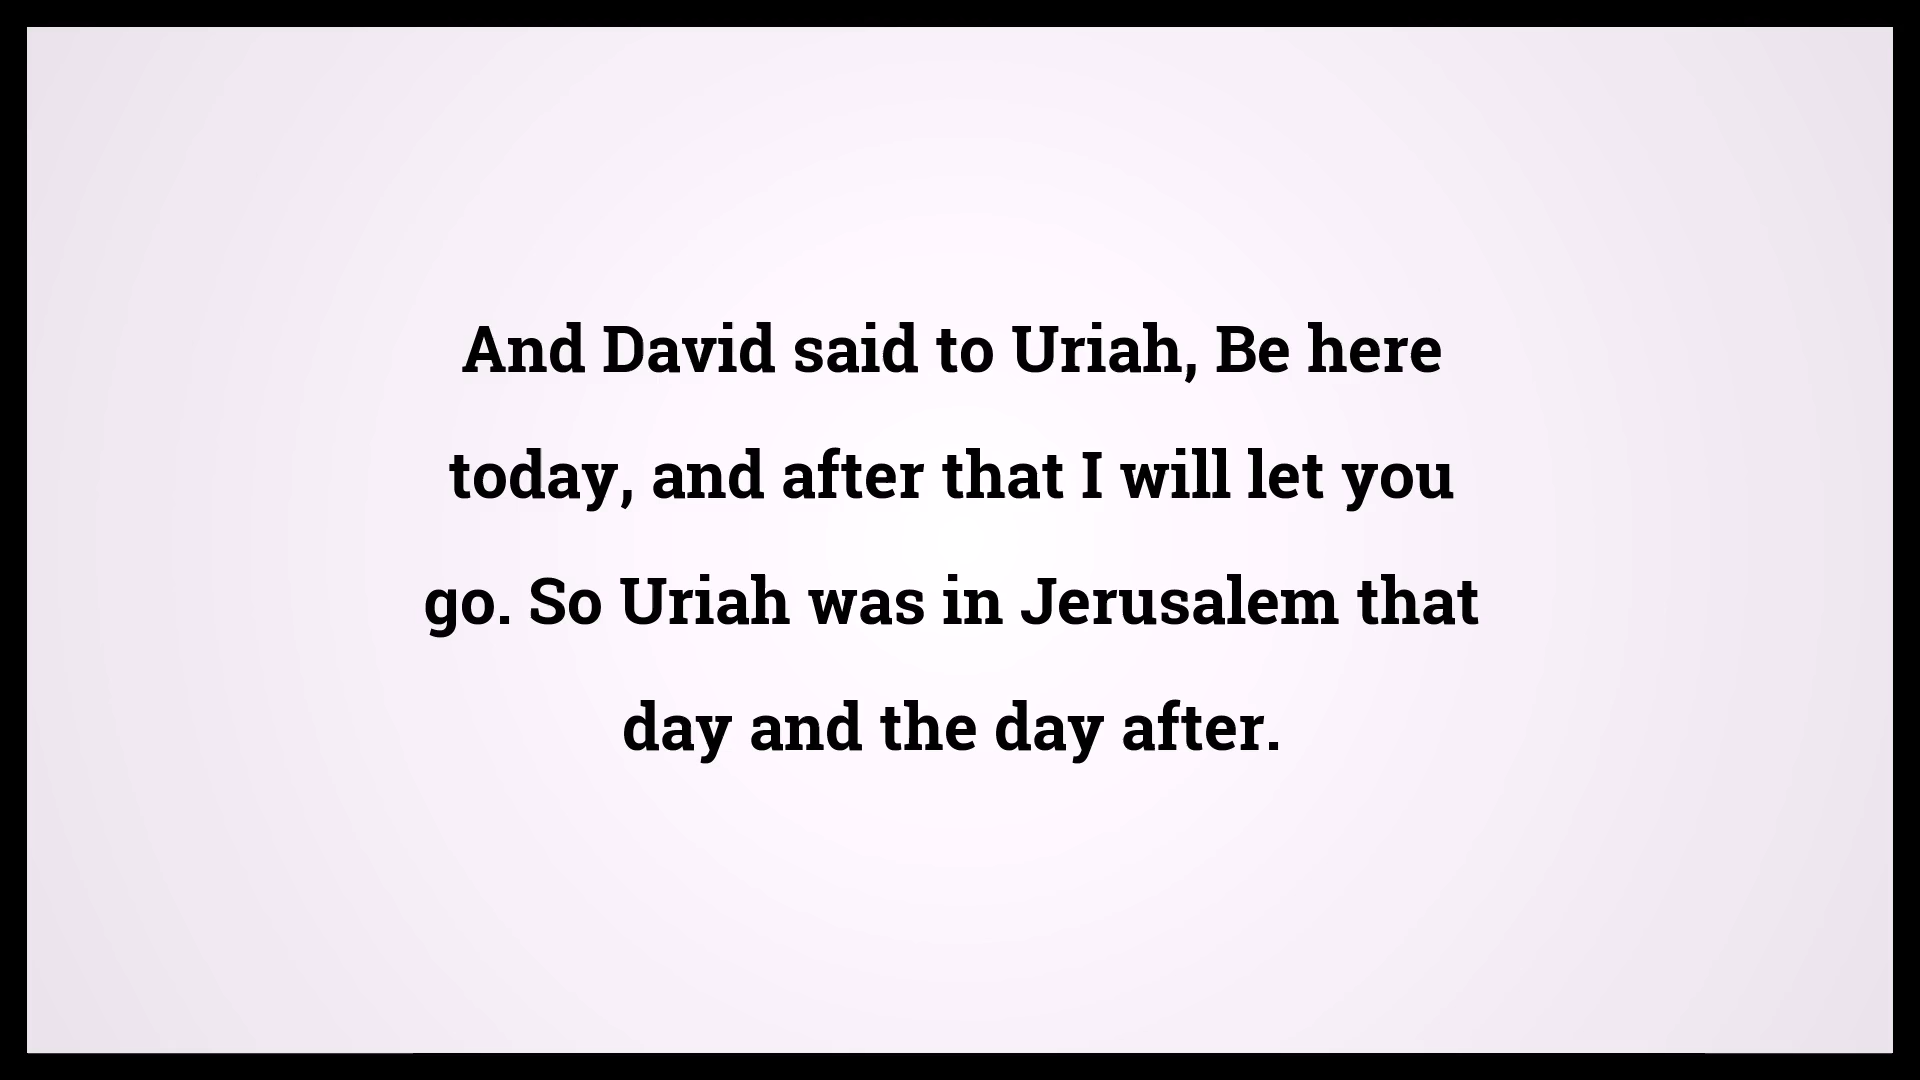 And David said to Uriah, Be here
today, and after that I will let you
go. So Uriah was in Jerusalem that
day and the day after.